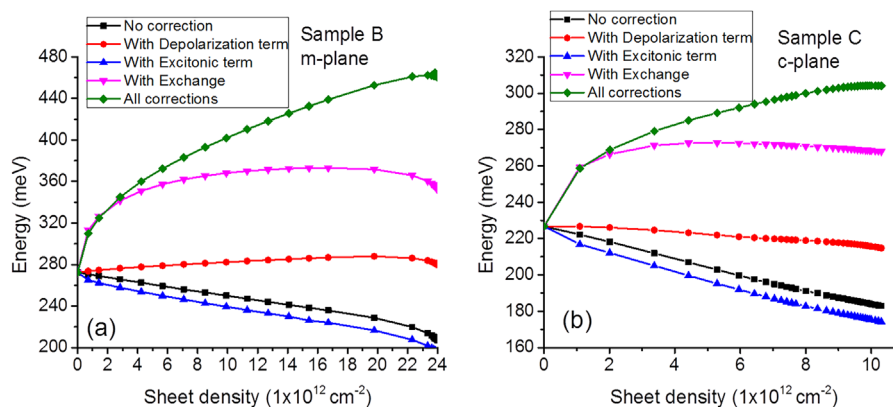 No correction
With Depolarization term
With Excitonic term
With Exchange
All corrections
Sample B
m-plane
480
440
400
360
320
280
240
200
Energy (meV)
(a)
0 2 4 6 8 10 12 14 16 18 20 22 24
Sheet density (1x10¹² cm⁻²)
No correction
With Depolarization term
With Excitonic term
With Exchange
All corrections
Sample C
c-plane
320
300
280
260
240
220
200
180
160
Energy (meV)
(b)
0 2 4 6 8 10
Sheet density (1x10¹² cm⁻²)